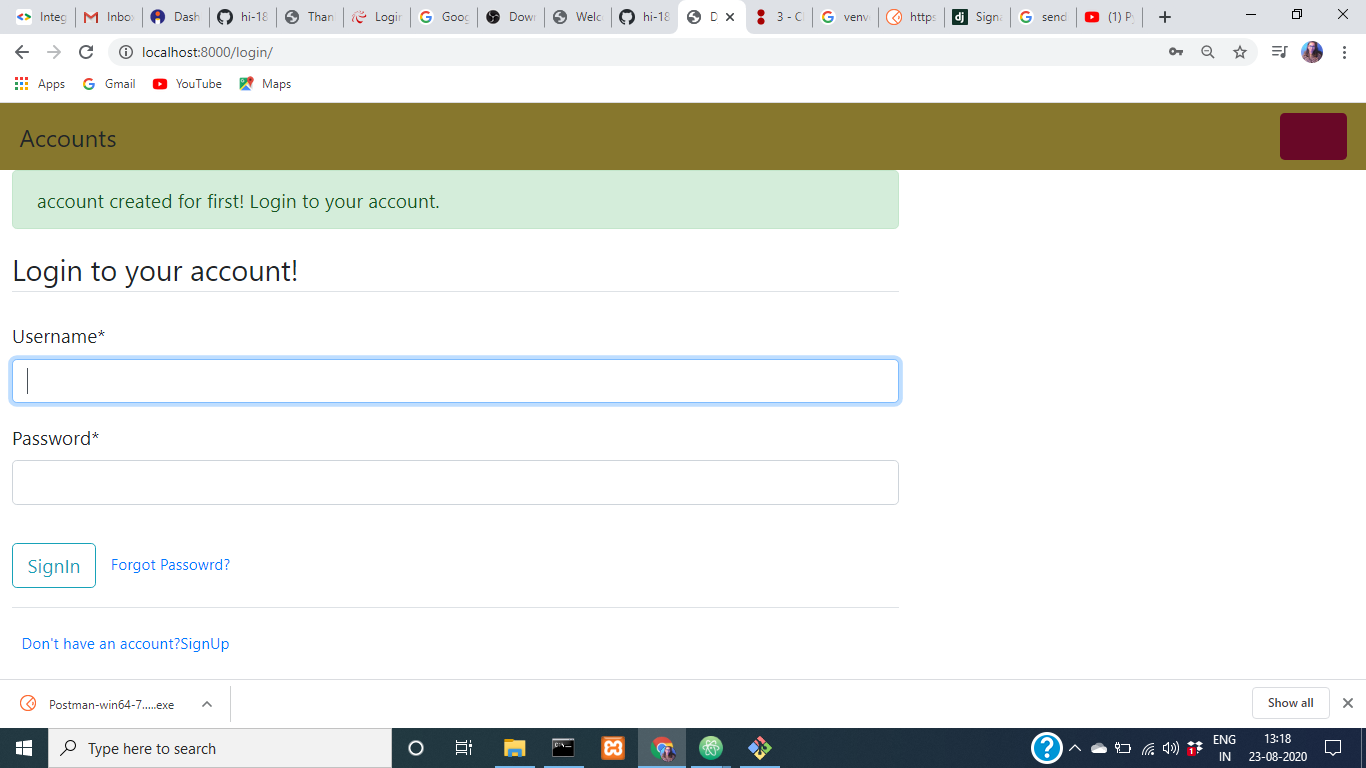 Integ
Inbo
Dash
hi-18
Than
Login
Goog
Dow
Welc
hi-18
D
3 - C
venv
https
Signa
send
(1) P
localhost:8000/login/
Apps
Gmail
YouTube
Maps
Accounts
account created for first! Login to your account.
Login to your account!
Username*
Password*
SignIn
Forgot Passowrd?
Don't have an account?SignUp
Postman-win64-7.....exe
Show all
Type here to search
ENG
IN
13:18
23-08-2020